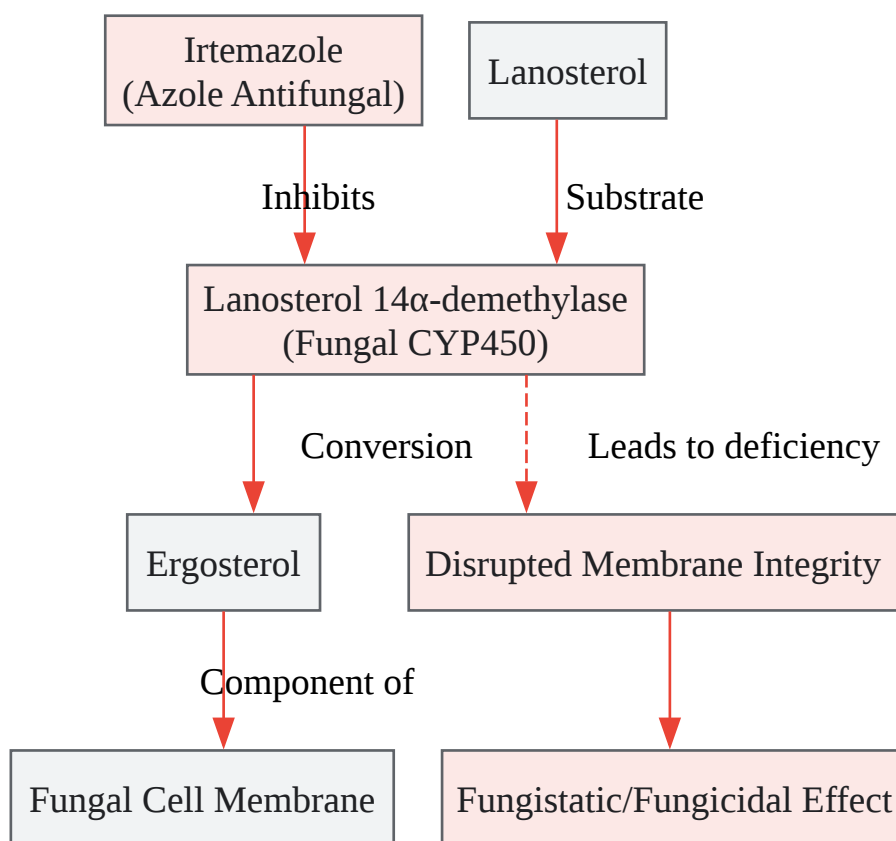 Irtemazole
(Azole Antifungal)
Lanosterol
Inhibits
Substrate
Lanosterol 14α-demethylase
(Fungal CYP450)
Conversion
Leads to deficiency
Ergosterol
Disrupted Membrane Integrity
Component of
Fungal Cell Membrane
Fungistatic/Fungicidal Effect